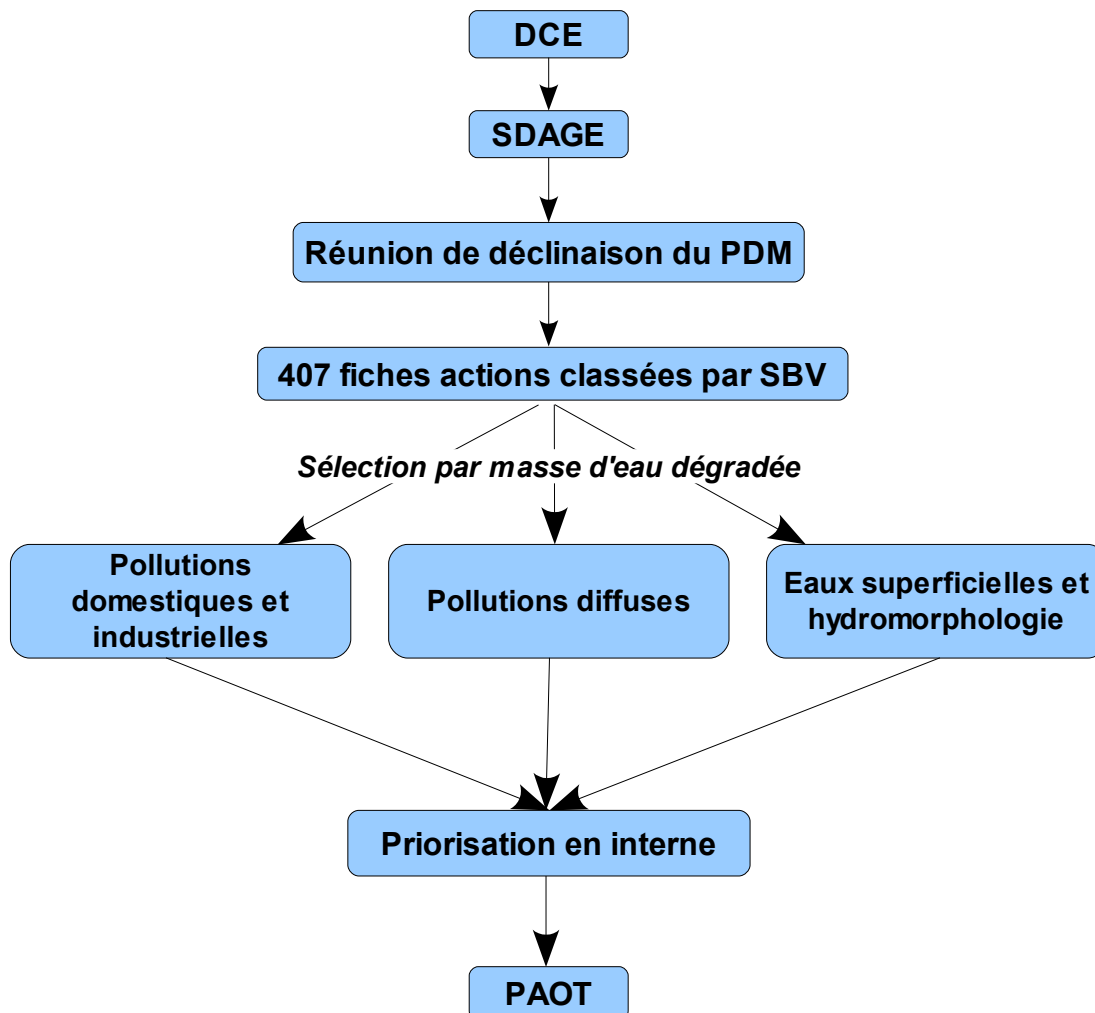 DCE
SDAGE
Réunion de déclinaison du PDM
407 fiches actions classées par SBV
Sélection par masse d'eau dégradée
Pollutions
domestiques et
industrielles
Pollutions diffuses
Eaux superficielles et
hydromorphologie
Priorisation en interne
PAOT